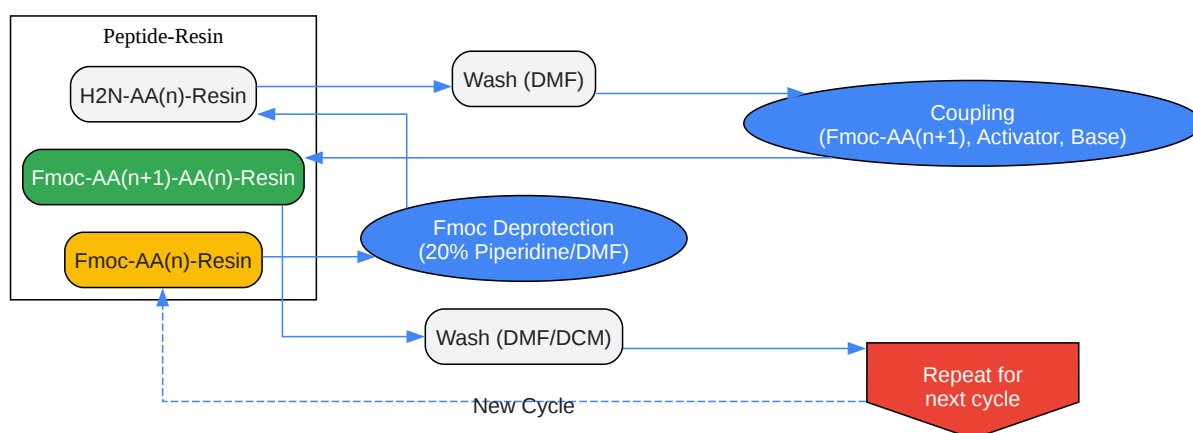 Peptide-Resin
H2N-AA(n)-Resin
Wash (DMF)
Coupling
(Fmoc-AA(n+1), Activator, Base)
Fmoc-AA(n+1)-AA(n)-Resin
Fmoc Deprotection
(20% Piperidine/DMF)
Fmoc-AA(n)-Resin
Wash (DMF/DCM)
Repeat for
next cycle
New Cycle